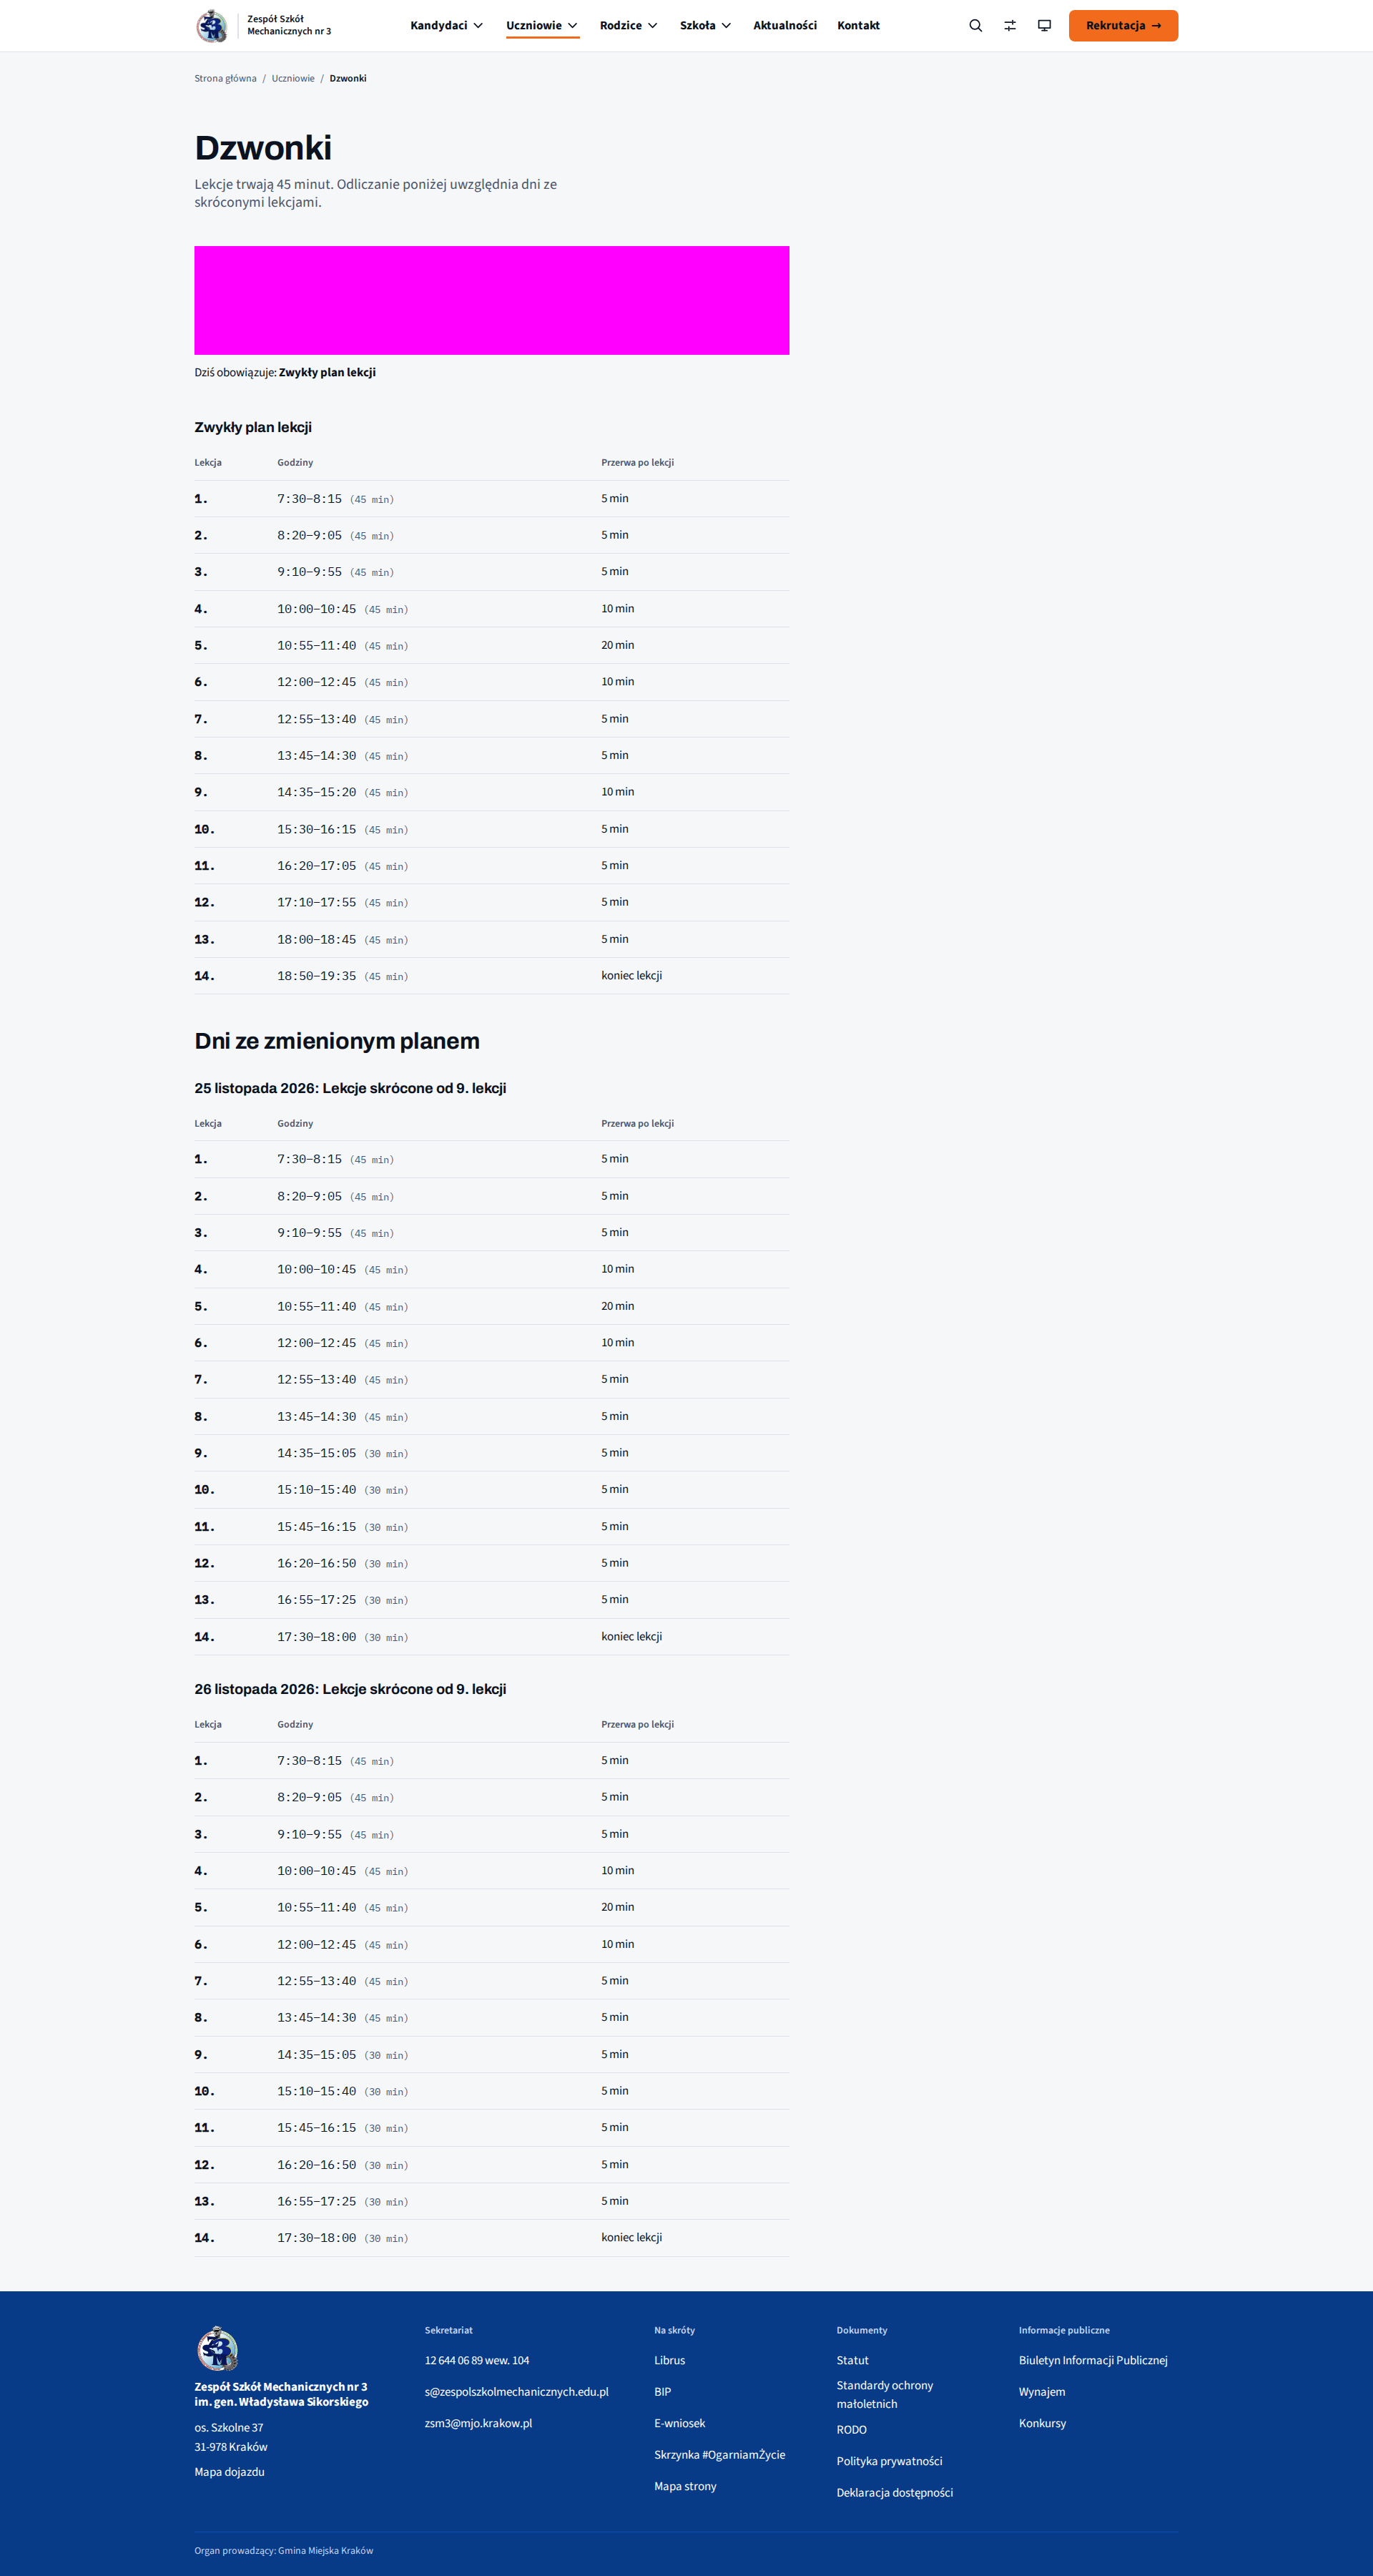 Zespół Szkół
Mechanicznych nr 3
Kandydaci
Uczniowie
Rodzice
Szkoła
Aktualności
Kontakt
Rekrutacja →
Strona główna / Uczniowie / Dzwonki
Dzwonki
Lekcje trwają 45 minut. Odliczanie poniżej uwzględnia dni ze
skróconymi lekcjami.
Dziś obowiązuje: Zwykły plan lekcji
Zwykły plan lekcji
Lekcja Godziny Przerwa po lekcji
1. 7:30–8:15 (45 min) 5 min
2. 8:20–9:05 (45 min) 5 min
3. 9:10–9:55 (45 min) 5 min
4. 10:00–10:45 (45 min) 10 min
5. 10:55–11:40 (45 min) 20 min
6. 12:00–12:45 (45 min) 10 min
7. 12:55–13:40 (45 min) 5 min
8. 13:45–14:30 (45 min) 5 min
9. 14:35–15:20 (45 min) 10 min
10. 15:30–16:15 (45 min) 5 min
11. 16:20–17:05 (45 min) 5 min
12. 17:10–17:55 (45 min) 5 min
13. 18:00–18:45 (45 min) 5 min
14. 18:50–19:35 (45 min) koniec lekcji
Dni ze zmienionym planem
25 listopada 2026: Lekcje skrócone od 9. lekcji
Lekcja Godziny Przerwa po lekcji
1. 7:30–8:15 (45 min) 5 min
2. 8:20–9:05 (45 min) 5 min
3. 9:10–9:55 (45 min) 5 min
4. 10:00–10:45 (45 min) 10 min
5. 10:55–11:40 (45 min) 20 min
6. 12:00–12:45 (45 min) 10 min
7. 12:55–13:40 (45 min) 5 min
8. 13:45–14:30 (45 min) 5 min
9. 14:35–15:05 (30 min) 5 min
10. 15:10–15:40 (30 min) 5 min
11. 15:45–16:15 (30 min) 5 min
12. 16:20–16:50 (30 min) 5 min
13. 16:55–17:25 (30 min) 5 min
14. 17:30–18:00 (30 min) koniec lekcji
26 listopada 2026: Lekcje skrócone od 9. lekcji
Lekcja Godziny Przerwa po lekcji
1. 7:30–8:15 (45 min) 5 min
2. 8:20–9:05 (45 min) 5 min
3. 9:10–9:55 (45 min) 5 min
4. 10:00–10:45 (45 min) 10 min
5. 10:55–11:40 (45 min) 20 min
6. 12:00–12:45 (45 min) 10 min
7. 12:55–13:40 (45 min) 5 min
8. 13:45–14:30 (45 min) 5 min
9. 14:35–15:05 (30 min) 5 min
10. 15:10–15:40 (30 min) 5 min
11. 15:45–16:15 (30 min) 5 min
12. 16:20–16:50 (30 min) 5 min
13. 16:55–17:25 (30 min) 5 min
14. 17:30–18:00 (30 min) koniec lekcji
Zespół Szkół Mechanicznych nr 3
im. gen. Władysława Sikorskiego
os. Szkolne 37
31-978 Kraków
Mapa dojazdu
Sekretariat
12 644 06 89 wew. 104
s@zespolszkolmechanicznych.edu.pl
zsm3@mjo.krakow.pl
Na skróty
Librus
BIP
E-wniosek
Skrzynka #OgarniamŻycie
Mapa strony
Dokumenty
Statut
Standardy ochrony
małoletnich
RODO
Polityka prywatności
Deklaracja dostępności
Informacje publiczne
Biuletyn Informacji Publicznej
Wynajem
Konkursy
Organ prowadzący: Gmina Miejska Kraków